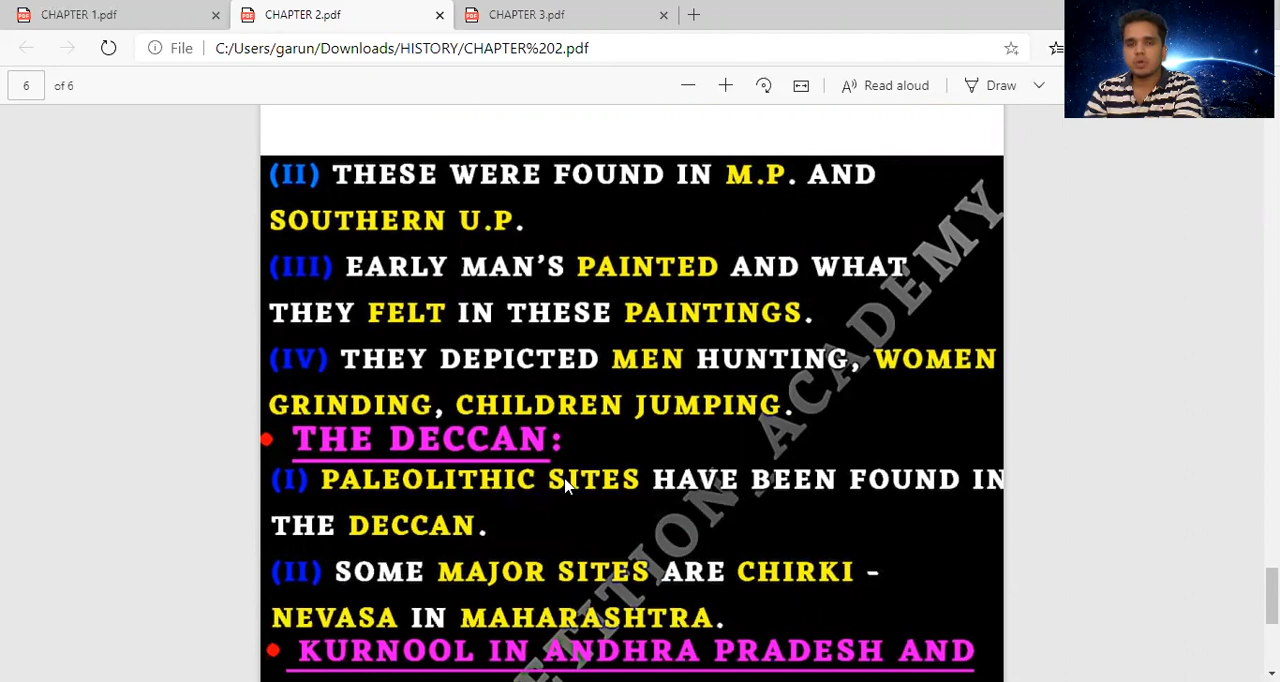 CHAPTER 1.pdf
CHAPTER 2.pdf
CHAPTER 3.pdf
File
C:/Users/garun/Downloads/HISTORY/CHAPTER%202.pdf
6 of 6
Read aloud
Draw
(II) THESE WERE FOUND IN M.P. AND
SOUTHERN U.P.
(III) EARLY MAN'S PAINTED AND WHAT
THEY FELT IN THESE PAINTINGS.
(IV) THEY DEPICTED MEN HUNTING, WOMEN
GRINDING, CHILDREN JUMPING.
• THE DECCAN:
(I) PALEOLITHIC SITES HAVE BEEN FOUND IN
THE DECCAN.
(II) SOME MAJOR SITES ARE CHIRKI -
NEVASA IN MAHARASHTRA.
• KURNOOL IN ANDHRA PRADESH AND
ETITION_ACADEMY